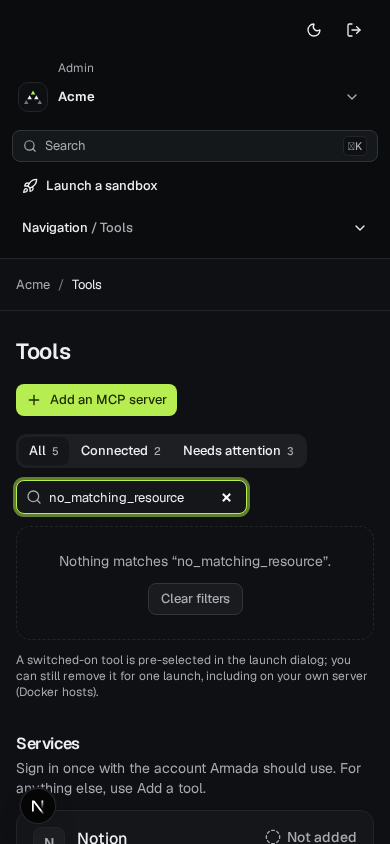 Admin
Acme
Search
K
Launch a sandbox
Navigation / Tools
Acme / Tools
Tools
+ Add an MCP server
All 5 Connected 2 Needs attention 3
no_matching_resource
Nothing matches “no_matching_resource”.
Clear filters
A switched-on tool is pre-selected in the launch dialog; you
can still remove it for one launch, including on your own server
(Docker hosts).
Services
Sign in once with the account Armada should use. For
anything else, use Add a tool.
N
N Notion Not added